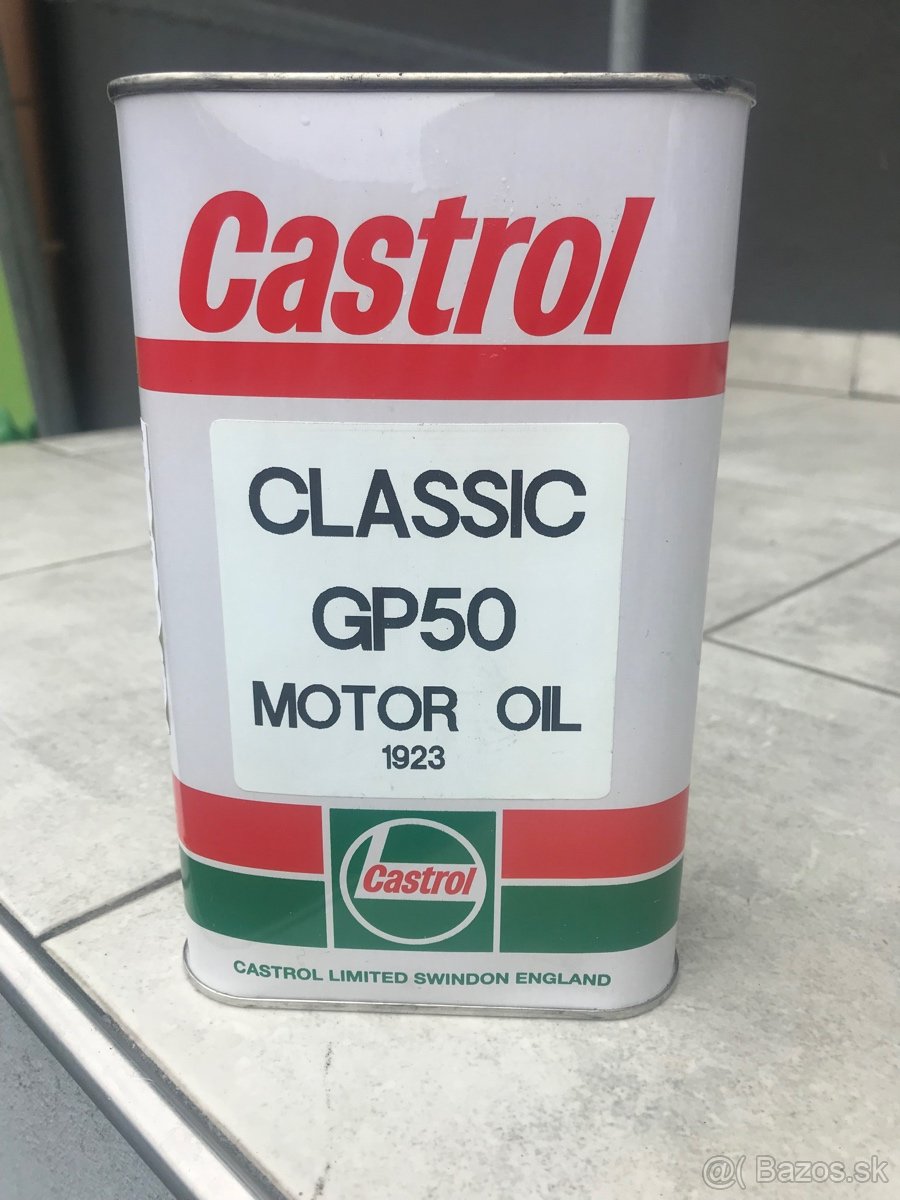 Castrol
CLASSIC
GP50
MOTOR OIL
1923
Castrol
CASTROL LIMITED SWINDON ENGLAND
@( Bazos.sk